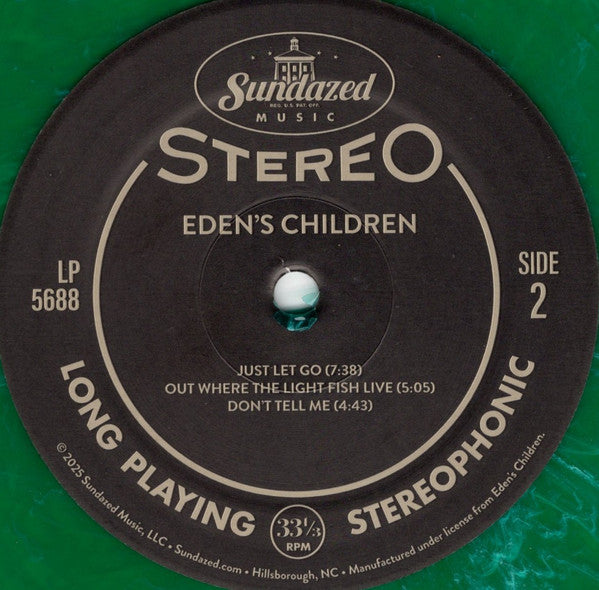 Sundazed
REG. U.S. PAT. OFF.
MUSIC
STEREO
EDEN'S CHILDREN
LP
5688
SIDE
2
JUST LET GO (7:38)
OUT WHERE THE LIGHT FISH LIVE (5:05)
DON'T TELL ME (4:43)
LONG PLAYING
33⅓
RPM
STEREOPHONIC
© 2025 Sundazed Music, LLC • Sundazed.com • Hillsborough, NC • Manufactured under license from Eden's Children.